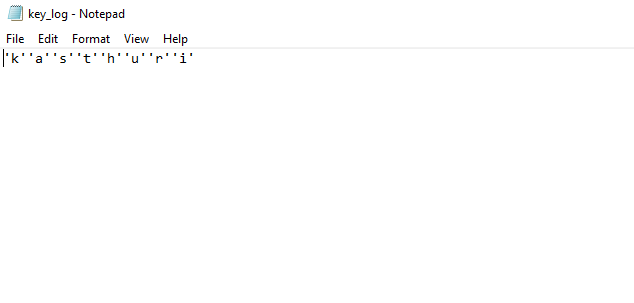 key_log - Notepad
File Edit Format View Help
'k''a''s''t''h''u''r''i'